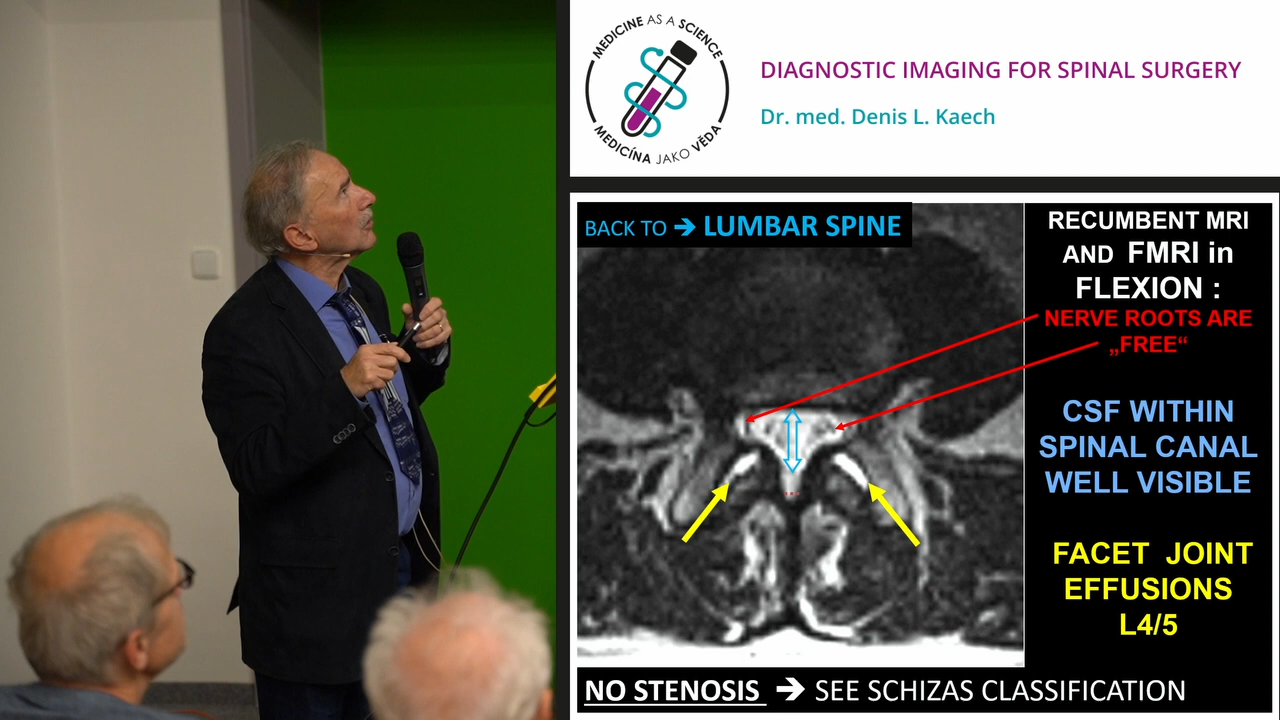 MEDICINE AS A SCIENCE
MEDICÍNA JAKO VĚDA
DIAGNOSTIC IMAGING FOR SPINAL SURGERY
Dr. med. Denis L. Kaech
BACK TO ➔ LUMBAR SPINE
RECUMBENT MRI
AND FMRI in
FLEXION :
NERVE ROOTS ARE
„FREE“
CSF WITHIN
SPINAL CANAL
WELL VISIBLE
FACET JOINT
EFFUSIONS
L4/5
NO STENOSIS ➔ SEE SCHIZAS CLASSIFICATION